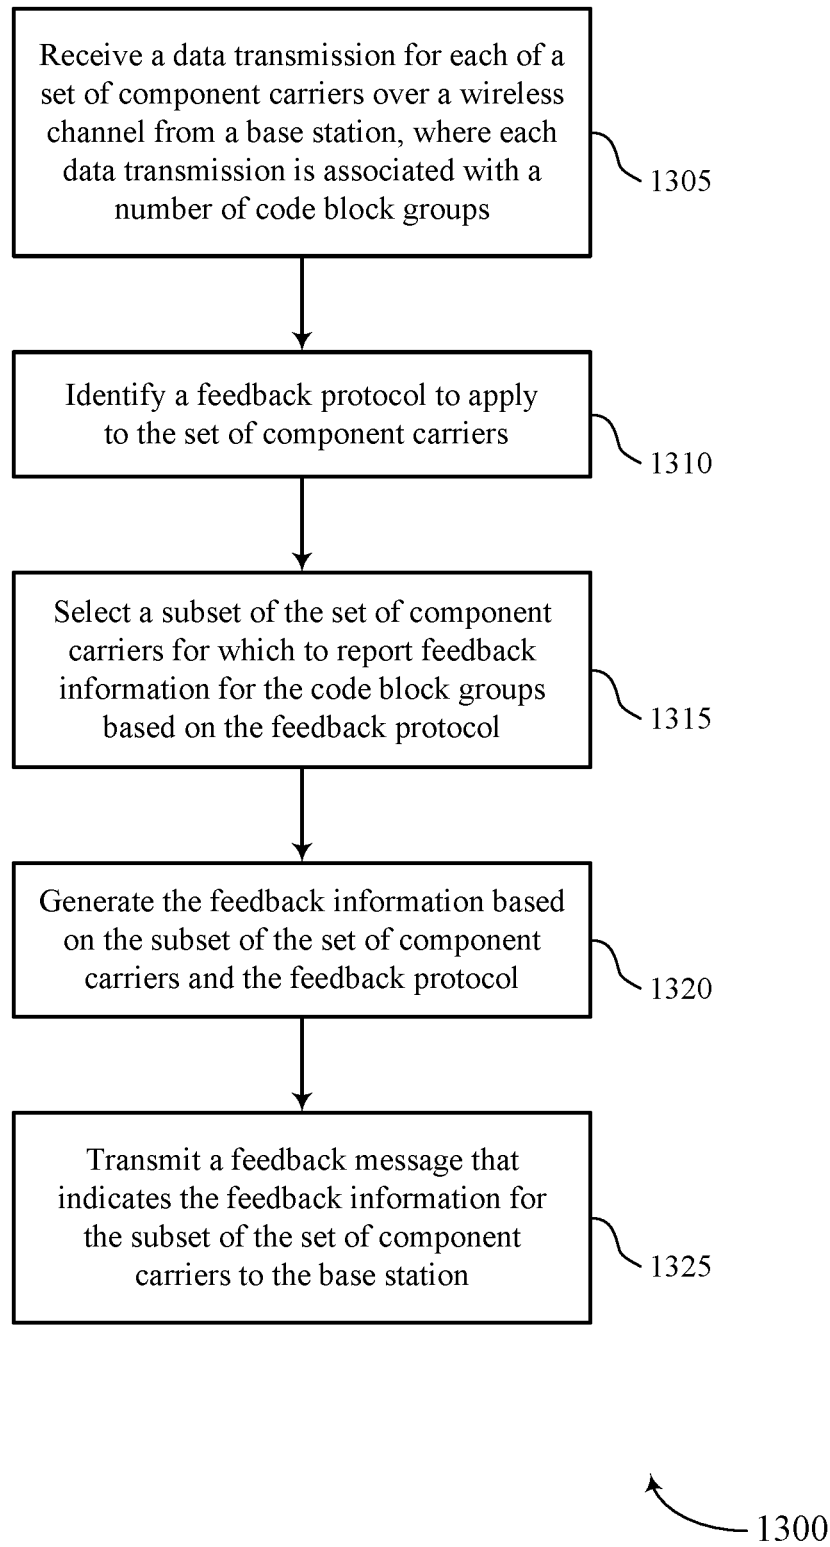 Receive a data transmission for each of a
set of component carriers over a wireless
channel from a base station, where each
data transmission is associated with a
number of code block groups
1305
Identify a feedback protocol to apply
to the set of component carriers
1310
Select a subset of the set of component
carriers for which to report feedback
information for the code block groups
based on the feedback protocol
1315
Generate the feedback information based
on the subset of the set of component
carriers and the feedback protocol
1320
Transmit a feedback message that
indicates the feedback information for
the subset of the set of component
carriers to the base station
1325
1300